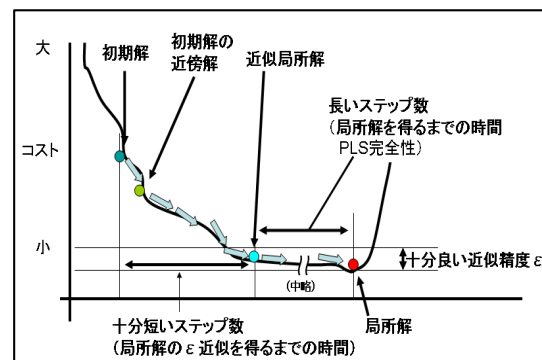 大
初期解
初期解の
近傍解
近似局所解
長いステップ数
(局所解を得るまでの時間
PLS完全性)
コスト
小
十分良い近似精度 ε
(中略)
局所解
十分短いステップ数
(局所解の ε 近似を得るまでの時間)